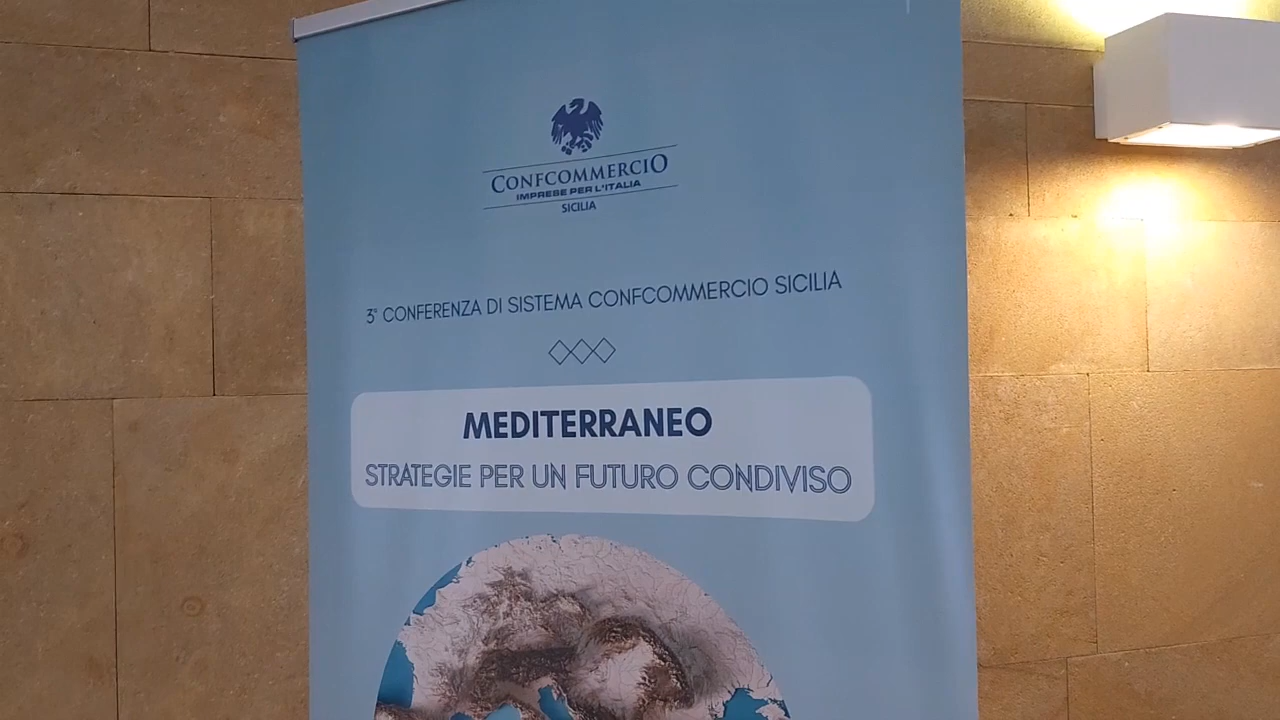 CONFCOMMERCIO
IMPRESE PER L'ITALIA
SICILIA
3ª CONFERENZA DI SISTEMA CONFCOMMERCIO SICILIA
MEDITERRANEO
STRATEGIE PER UN FUTURO CONDIVISO